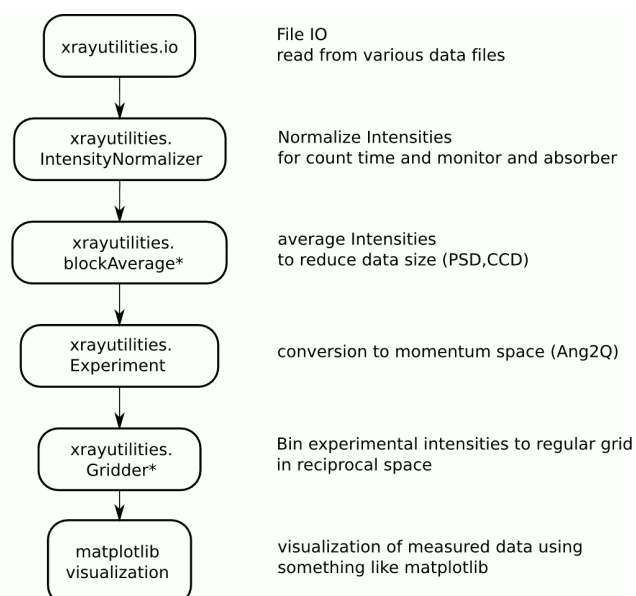 xrayutilities.io
File IO
read from various data files
xrayutilities.
IntensityNormalizer
Normalize Intensities
for count time and monitor and absorber
xrayutilities.
blockAverage*
average Intensities
to reduce data size (PSD,CCD)
xrayutilities.
Experiment
conversion to momentum space (Ang2Q)
xrayutilities.
Gridder*
Bin experimental intensities to regular grid
in reciprocal space
matplotlib
visualization
visualization of measured data using
something like matplotlib